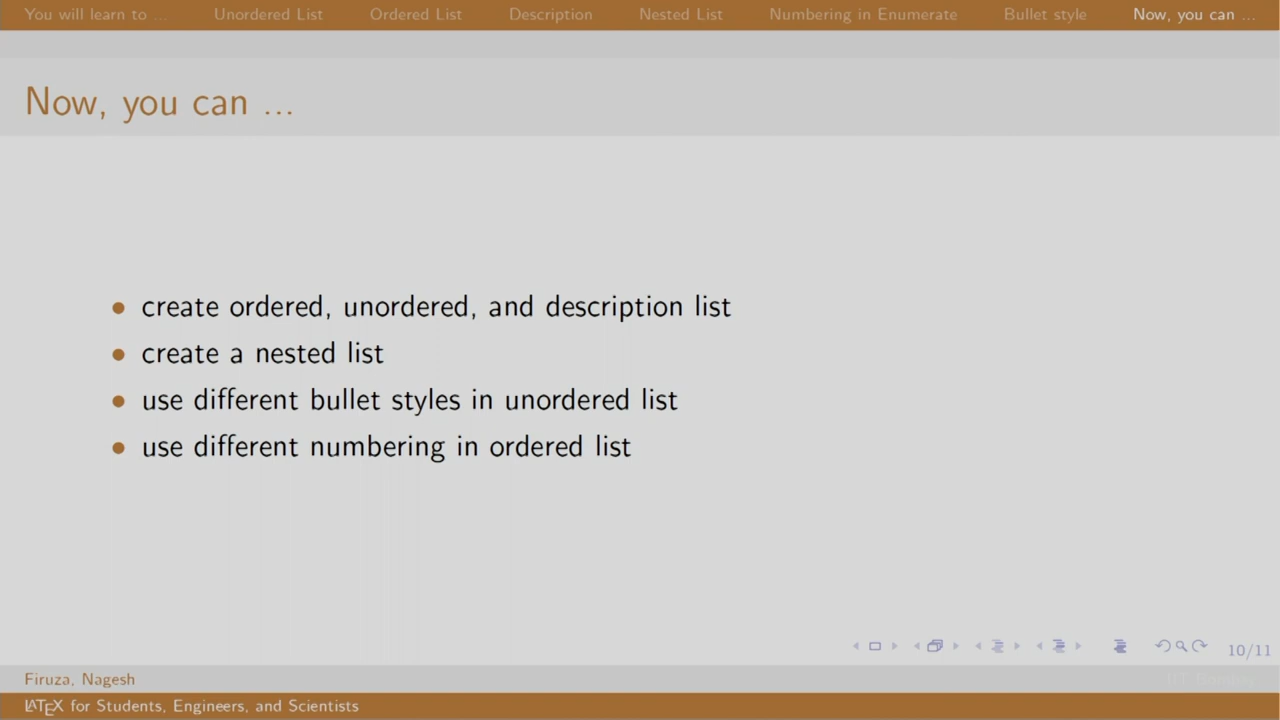 You will learn to ... Unordered List Ordered List Description Nested List Numbering in Enumerate Bullet style Now, you can ...
Now, you can ...
• create ordered, unordered, and description list
• create a nested list
• use different bullet styles in unordered list
• use different numbering in ordered list
10/11
Firuza, Nagesh IIT Bombay
LATEX for Students, Engineers, and Scientists